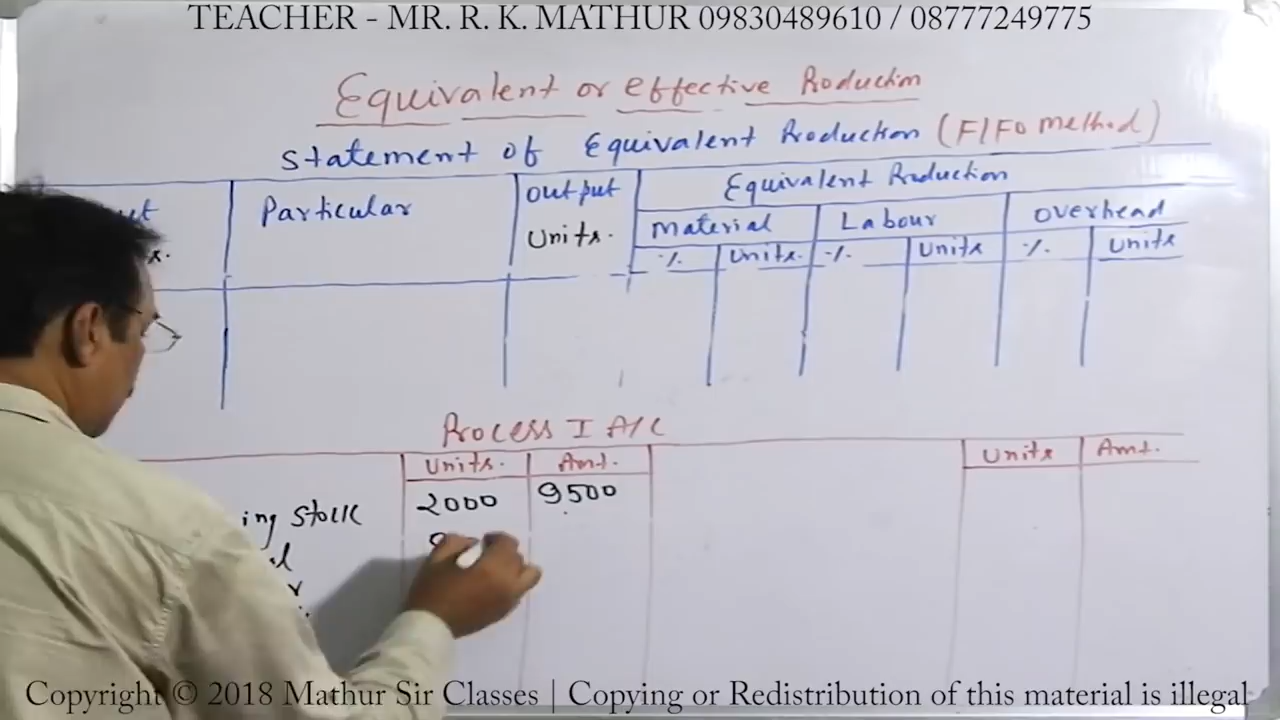 TEACHER - MR. R. K. MATHUR 09830489610 / 08777249775
Equivalent or effective Production
Statement of Equivalent Production (FIFO method)
Particular
output
Units.
Equivalent Production
Material Labour overhead
% Units. % Units % Units
Process I A/C
Units. Amt. Units Amt.
ing Stock 2000 9500
Copyright © 2018 Mathur Sir Classes | Copying or Redistribution of this material is illegal